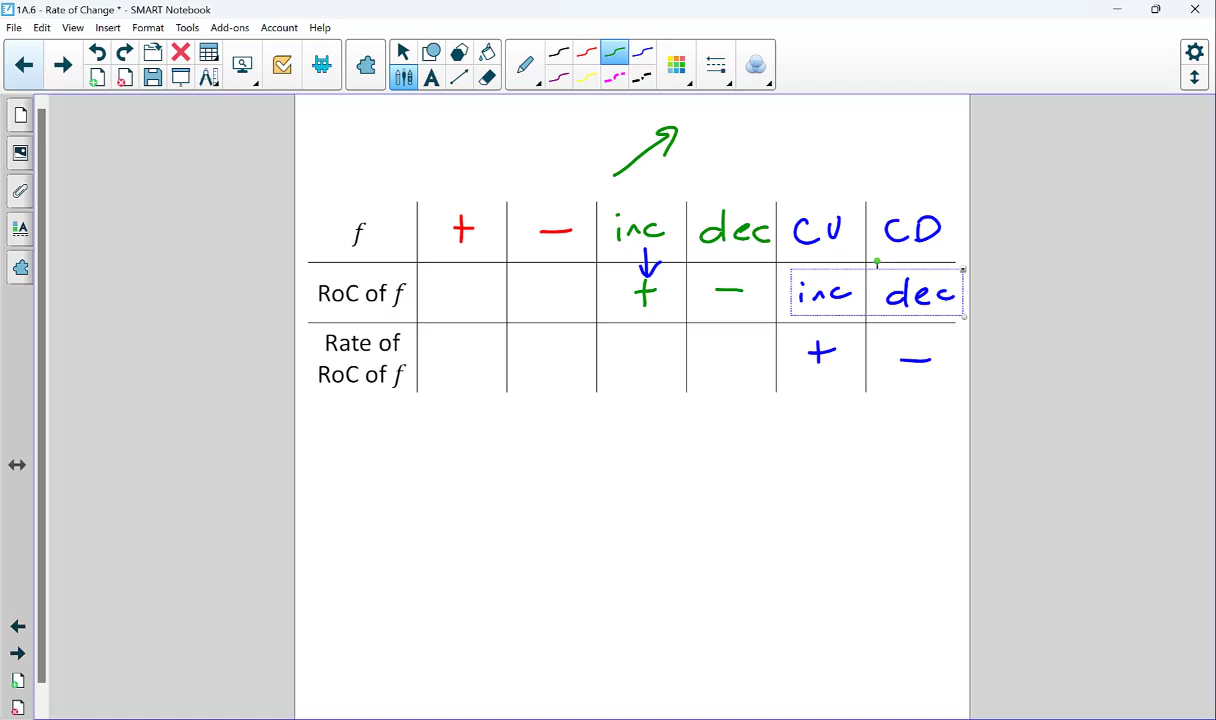 1A.6 - Rate of Change * - SMART Notebook
File Edit View Insert Format Tools Add-ons Account Help
f + − inc dec CU CD
RoC of f + − inc dec
Rate of
RoC of f + −